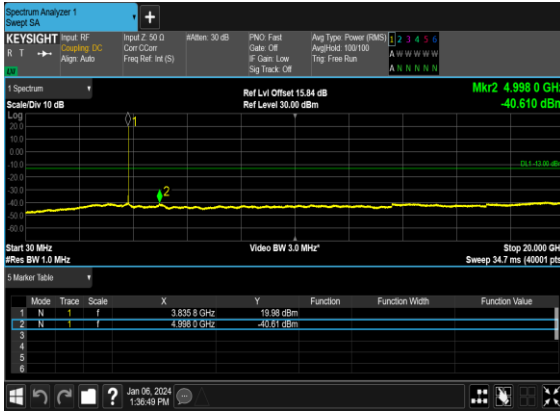 Spectrum Analyzer 1
Swept SA
+
KEYSIGHT Input: RF Input Z: 50 Ω #Atten: 30 dB PNO: Fast Avg Type: Power (RMS) 1 2 3 4 5 6
R T Coupling: DC Corr CCorr Gate: Off Avg|Hold: 100/100 A W W W W W
Align: Auto Freq Ref: Int (S) IF Gain: Low Trig: Free Run
Sig Track: Off A N N N N N
1 Spectrum
Ref Lvl Offset 15.84 dB Mkr2 4.998 0 GHz
Scale/Div 10 dB Ref Level 30.00 dBm -40.610 dBm
Log
20.0
10.0
0.00
-10.0
-20.0
-30.0
-40.0
-50.0
-60.0
1
2
DL1 -13.00 dBm
Start 30 MHz Video BW 3.0 MHz* Stop 20.000 GHz
#Res BW 1.0 MHz Sweep 34.7 ms (40001 pts)
5 Marker Table
Mode Trace Scale X Y Function Function Width Function Value
1 N 1 f 3.835 8 GHz 19.98 dBm
2 N 1 f 4.998 0 GHz -40.61 dBm
3
4
5
6
? Jan 06, 2024
1:36:49 PM